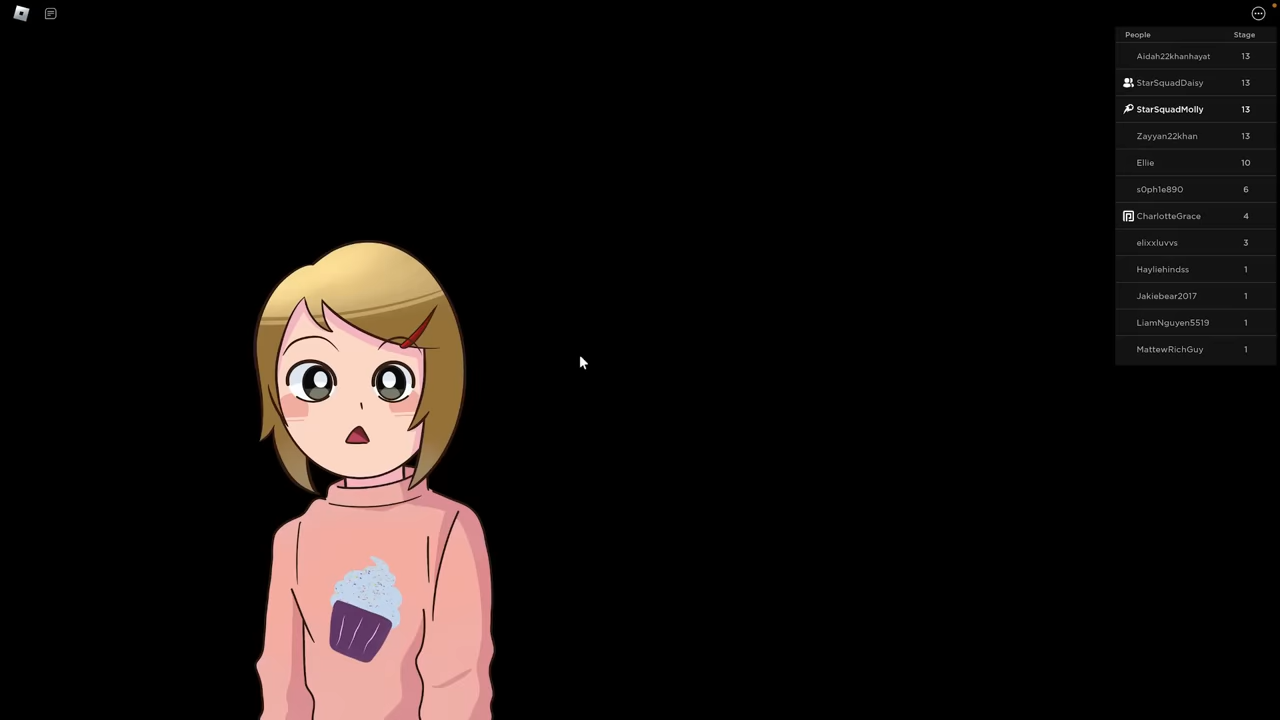 People Stage
Aidah22khanhayat 13
StarSquadDaisy 13
StarSquadMolly 13
Zayyan22khan 13
Ellie 10
s0ph1e890 6
CharlotteGrace 4
elixxluvvs 3
Hayliehindss 1
Jakiebear2017 1
LiamNguyen5519 1
MattewRichGuy 1